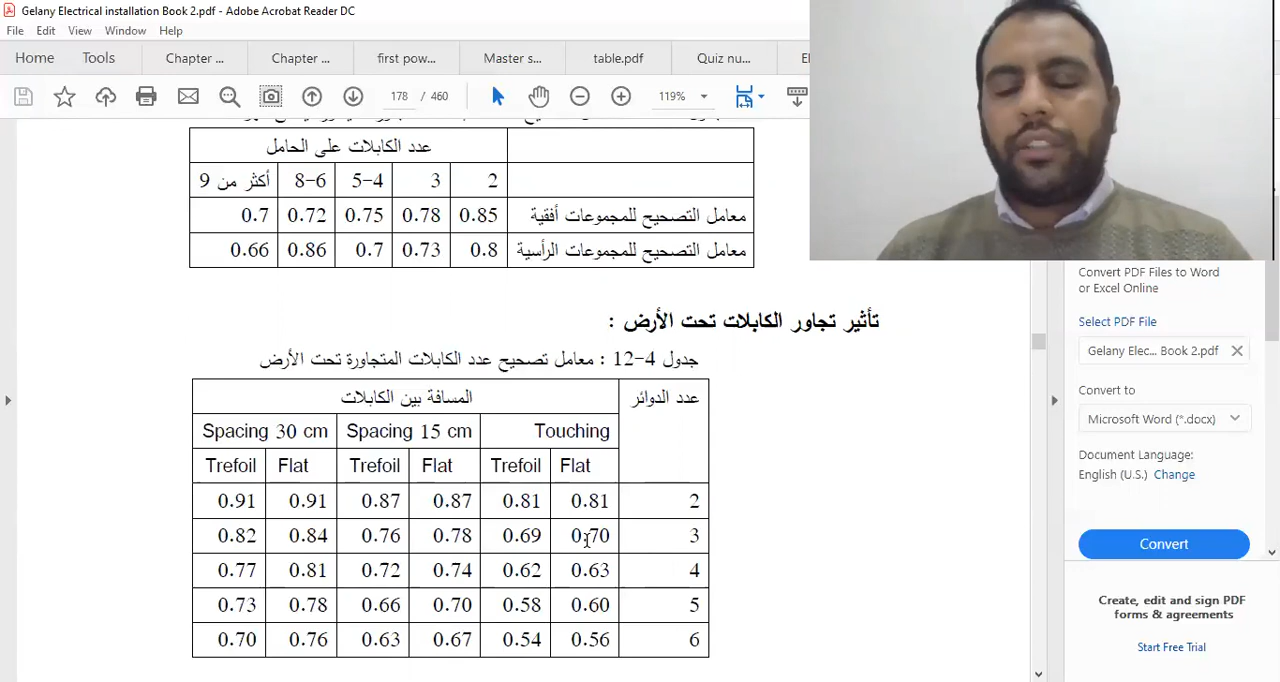 Gelany Electrical installation Book 2.pdf - Adobe Acrobat Reader DC
File Edit View Window Help
Home Tools Chapter ... Chapter ... first pow... Master s... table.pdf Quiz nu...
178 / 460 119%
عدد الكابلات على الحامل
2 3 5-4 8-6 أكثر من 9
معامل التصحيح للمجموعات أفقية 0.85 0.78 0.75 0.72 0.7
معامل التصحيح للمجموعات الرأسية 0.8 0.73 0.7 0.86 0.66
تأثير تجاور الكابلات تحت الأرض :
جدول 4-12 : معامل تصحيح عدد الكابلات المتجاورة تحت الأرض
عدد الدوائر المسافة بين الكابلات
Spacing 30 cm Spacing 15 cm Touching
Trefoil Flat Trefoil Flat Trefoil Flat
0.91 0.91 0.87 0.87 0.81 0.81 2
0.82 0.84 0.76 0.78 0.69 0.70 3
0.77 0.81 0.72 0.74 0.62 0.63 4
0.73 0.78 0.66 0.70 0.58 0.60 5
0.70 0.76 0.63 0.67 0.54 0.56 6
Convert PDF Files to Word
or Excel Online
Select PDF File
Gelany Elec... Book 2.pdf
Convert to
Microsoft Word (*.docx)
Document Language:
English (U.S.) Change
Convert
Create, edit and sign PDF
forms & agreements
Start Free Trial